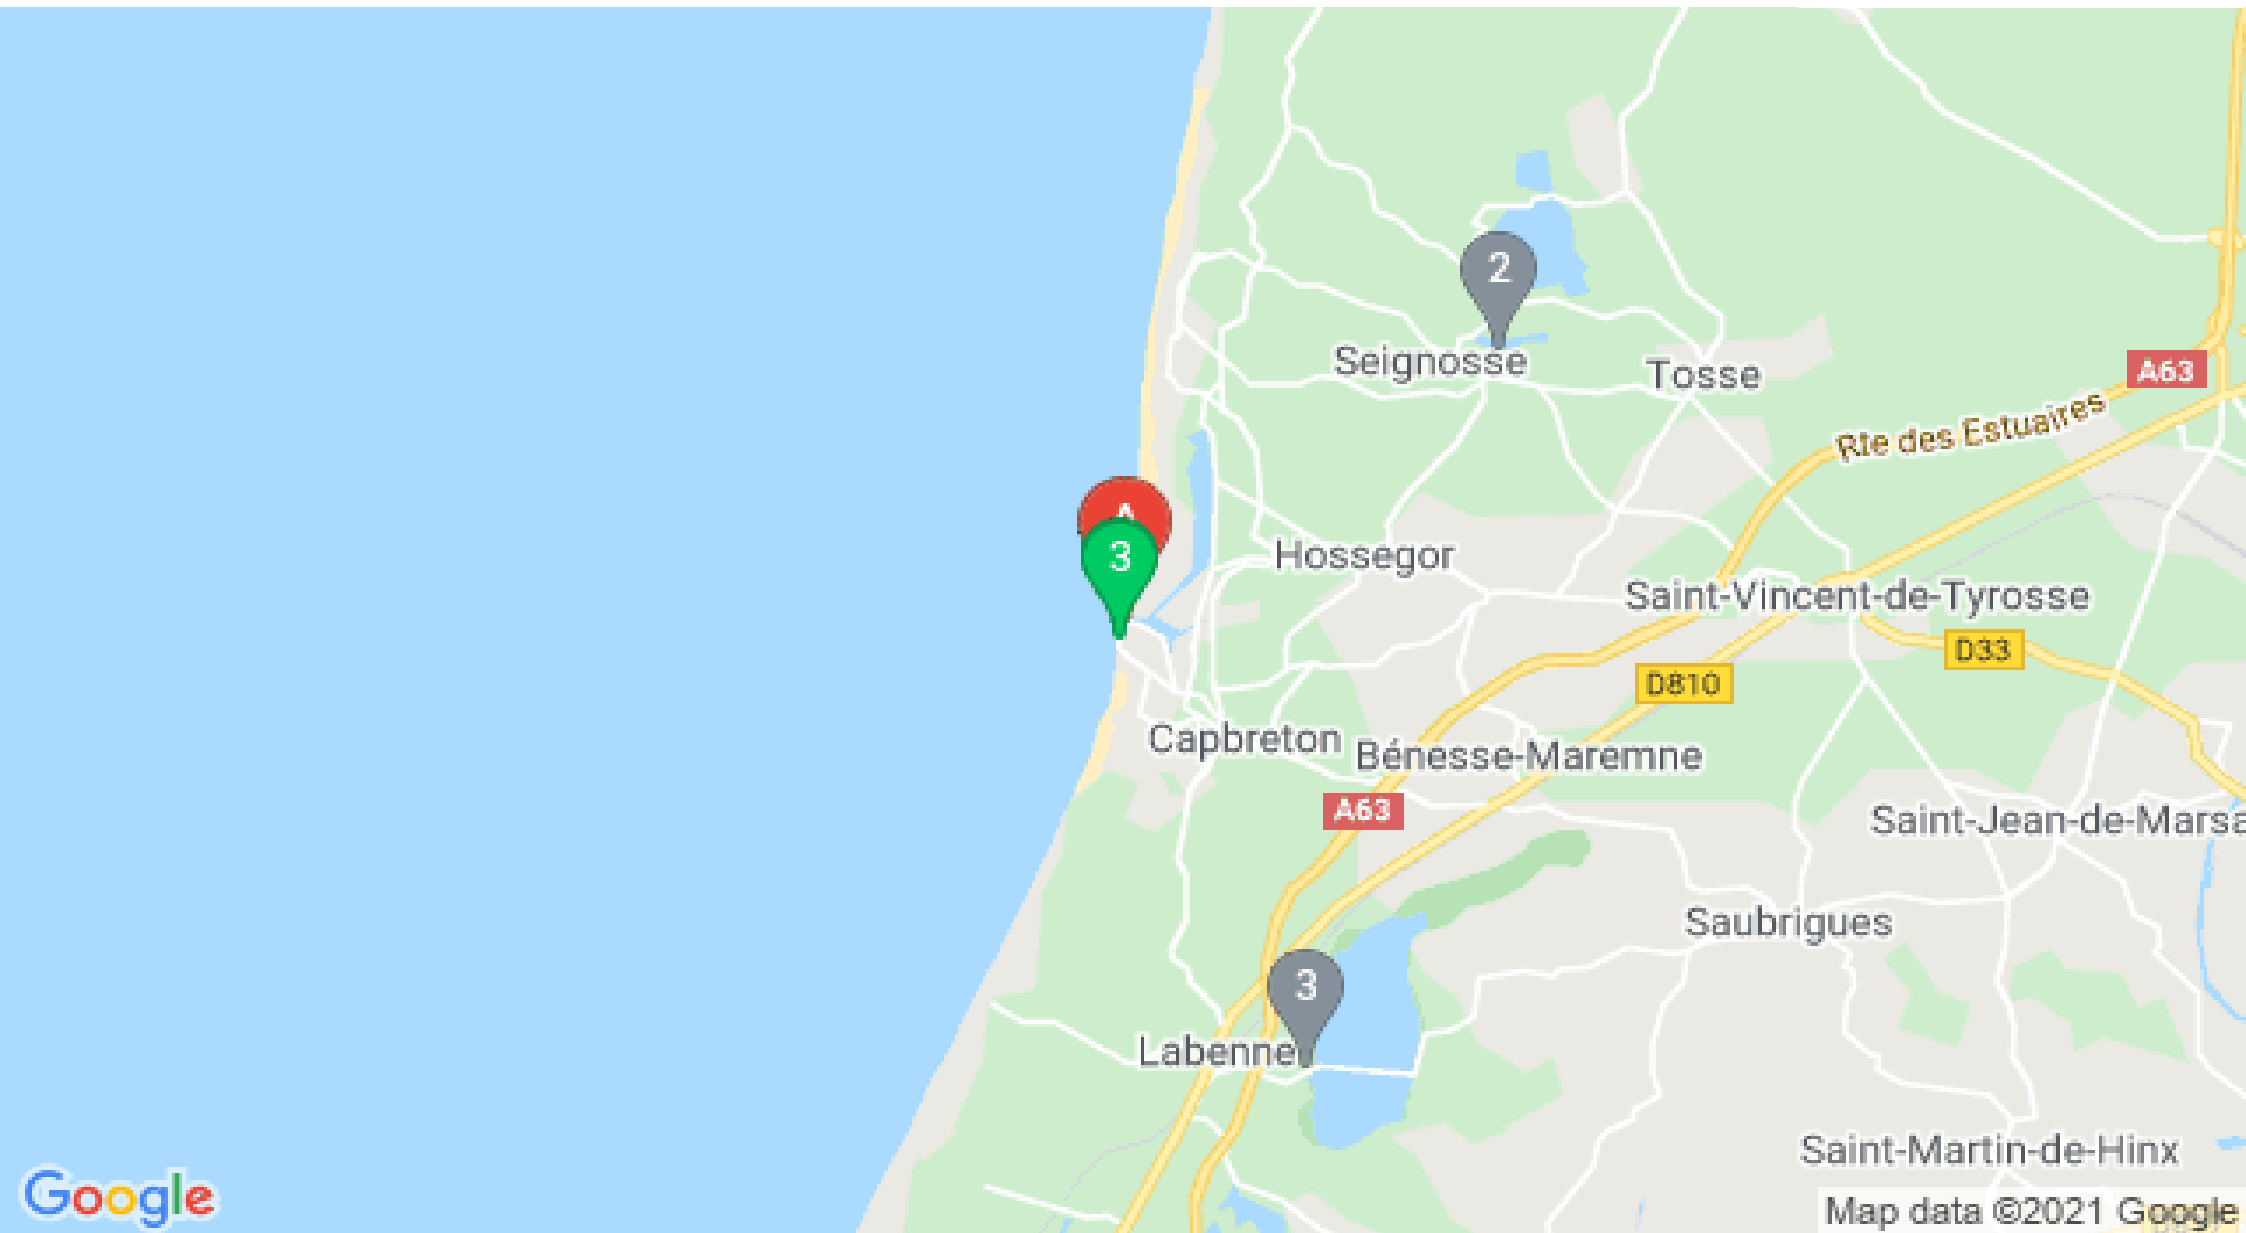 2
Seignosse
Tosse
A63
Rte des Estuaires
3
Hossegor
Saint-Vincent-de-Tyrosse
D33
D810
Capbreton
Bénesse-Maremne
A63
Saint-Jean-de-Marsa
Saubrigues
3
Labenne
Saint-Martin-de-Hinx
Google
Map data ©2021 Google